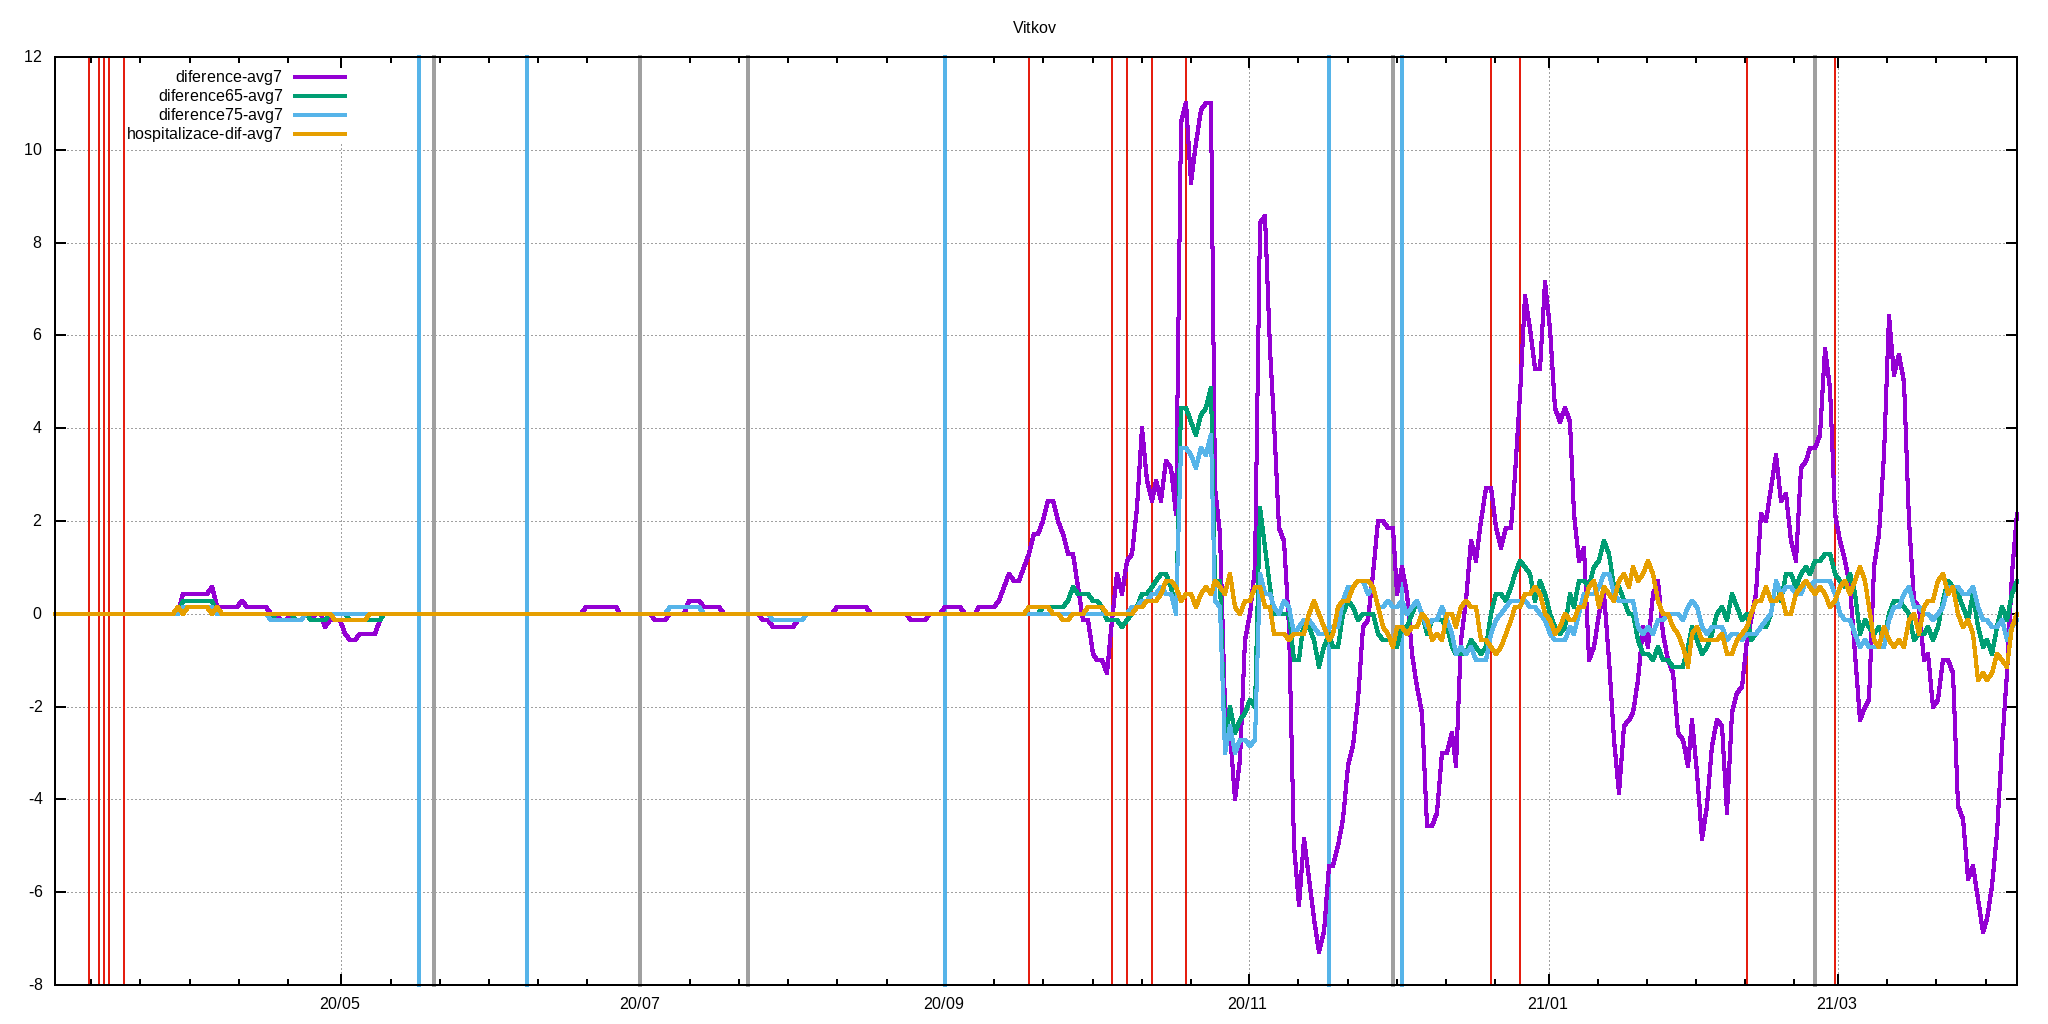 Vitkov
12
diference-avg7
diference65-avg7
diference75-avg7
hospitalizace-dif-avg7
10
8
6
4
2
0
-2
-4
-6
-8
20/05 20/07 20/09 20/11 21/01 21/03